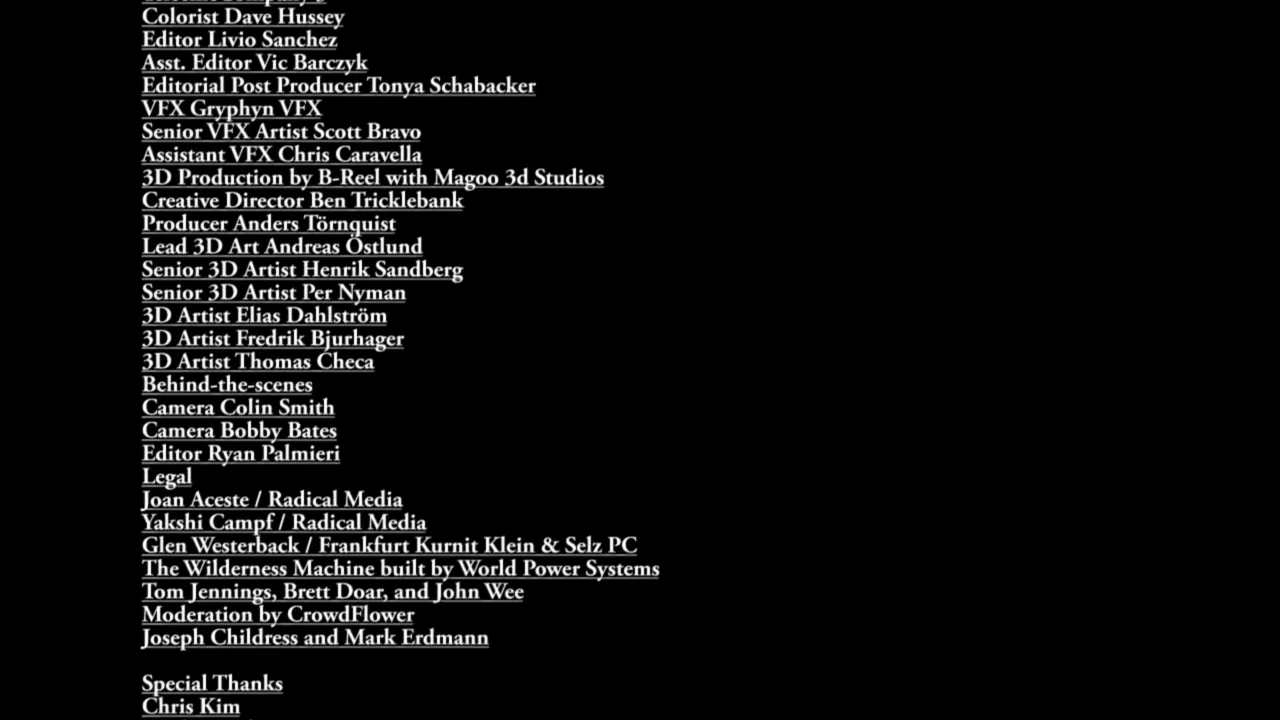 Colorist Dave Hussey
Editor Livio Sanchez
Asst. Editor Vic Barczyk
Editorial Post Producer Tonya Schabacker
VFX Gryphyn VFX
Senior VFX Artist Scott Bravo
Assistant VFX Chris Caravella
3D Production by B-Reel with Magoo 3d Studios
Creative Director Ben Tricklebank
Producer Anders Törnquist
Lead 3D Art Andreas Östlund
Senior 3D Artist Henrik Sandberg
Senior 3D Artist Per Nyman
3D Artist Elias Dahlström
3D Artist Fredrik Bjurhager
3D Artist Thomas Checa
Behind-the-scenes
Camera Colin Smith
Camera Bobby Bates
Editor Ryan Palmieri
Legal
Joan Aceste / Radical Media
Yakshi Campf / Radical Media
Glen Westerback / Frankfurt Kurnit Klein & Selz PC
The Wilderness Machine built by World Power Systems
Tom Jennings, Brett Doar, and John Wee
Moderation by CrowdFlower
Joseph Childress and Mark Erdmann
Special Thanks
Chris Kim